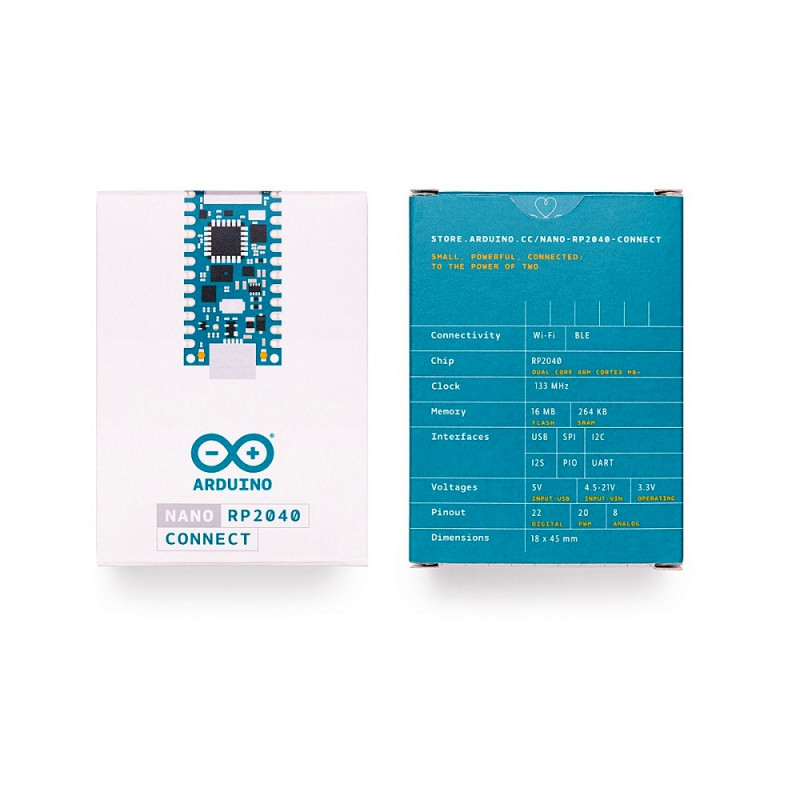 ARDUINO
NANO RP2040
CONNECT
STORE.ARDUINO.CC/NANO-RP2040-CONNECT
SMALL, POWERFUL, CONNECTED:
TO THE POWER OF TWO
Connectivity Wi-Fi BLE
Chip RP2040
DUAL CORE ARM CORTEX M0+
Clock 133 MHz
Memory 16 MB 264 KB
FLASH SRAM
Interfaces USB SPI I2C
I2S PIO UART
Voltages 5V 4.5-21V 3.3V
INPUT-USB INPUT-VIN OPERATING
Pinout 22 20 8
DIGITAL PWM ANALOG
Dimensions 18 x 45 mm